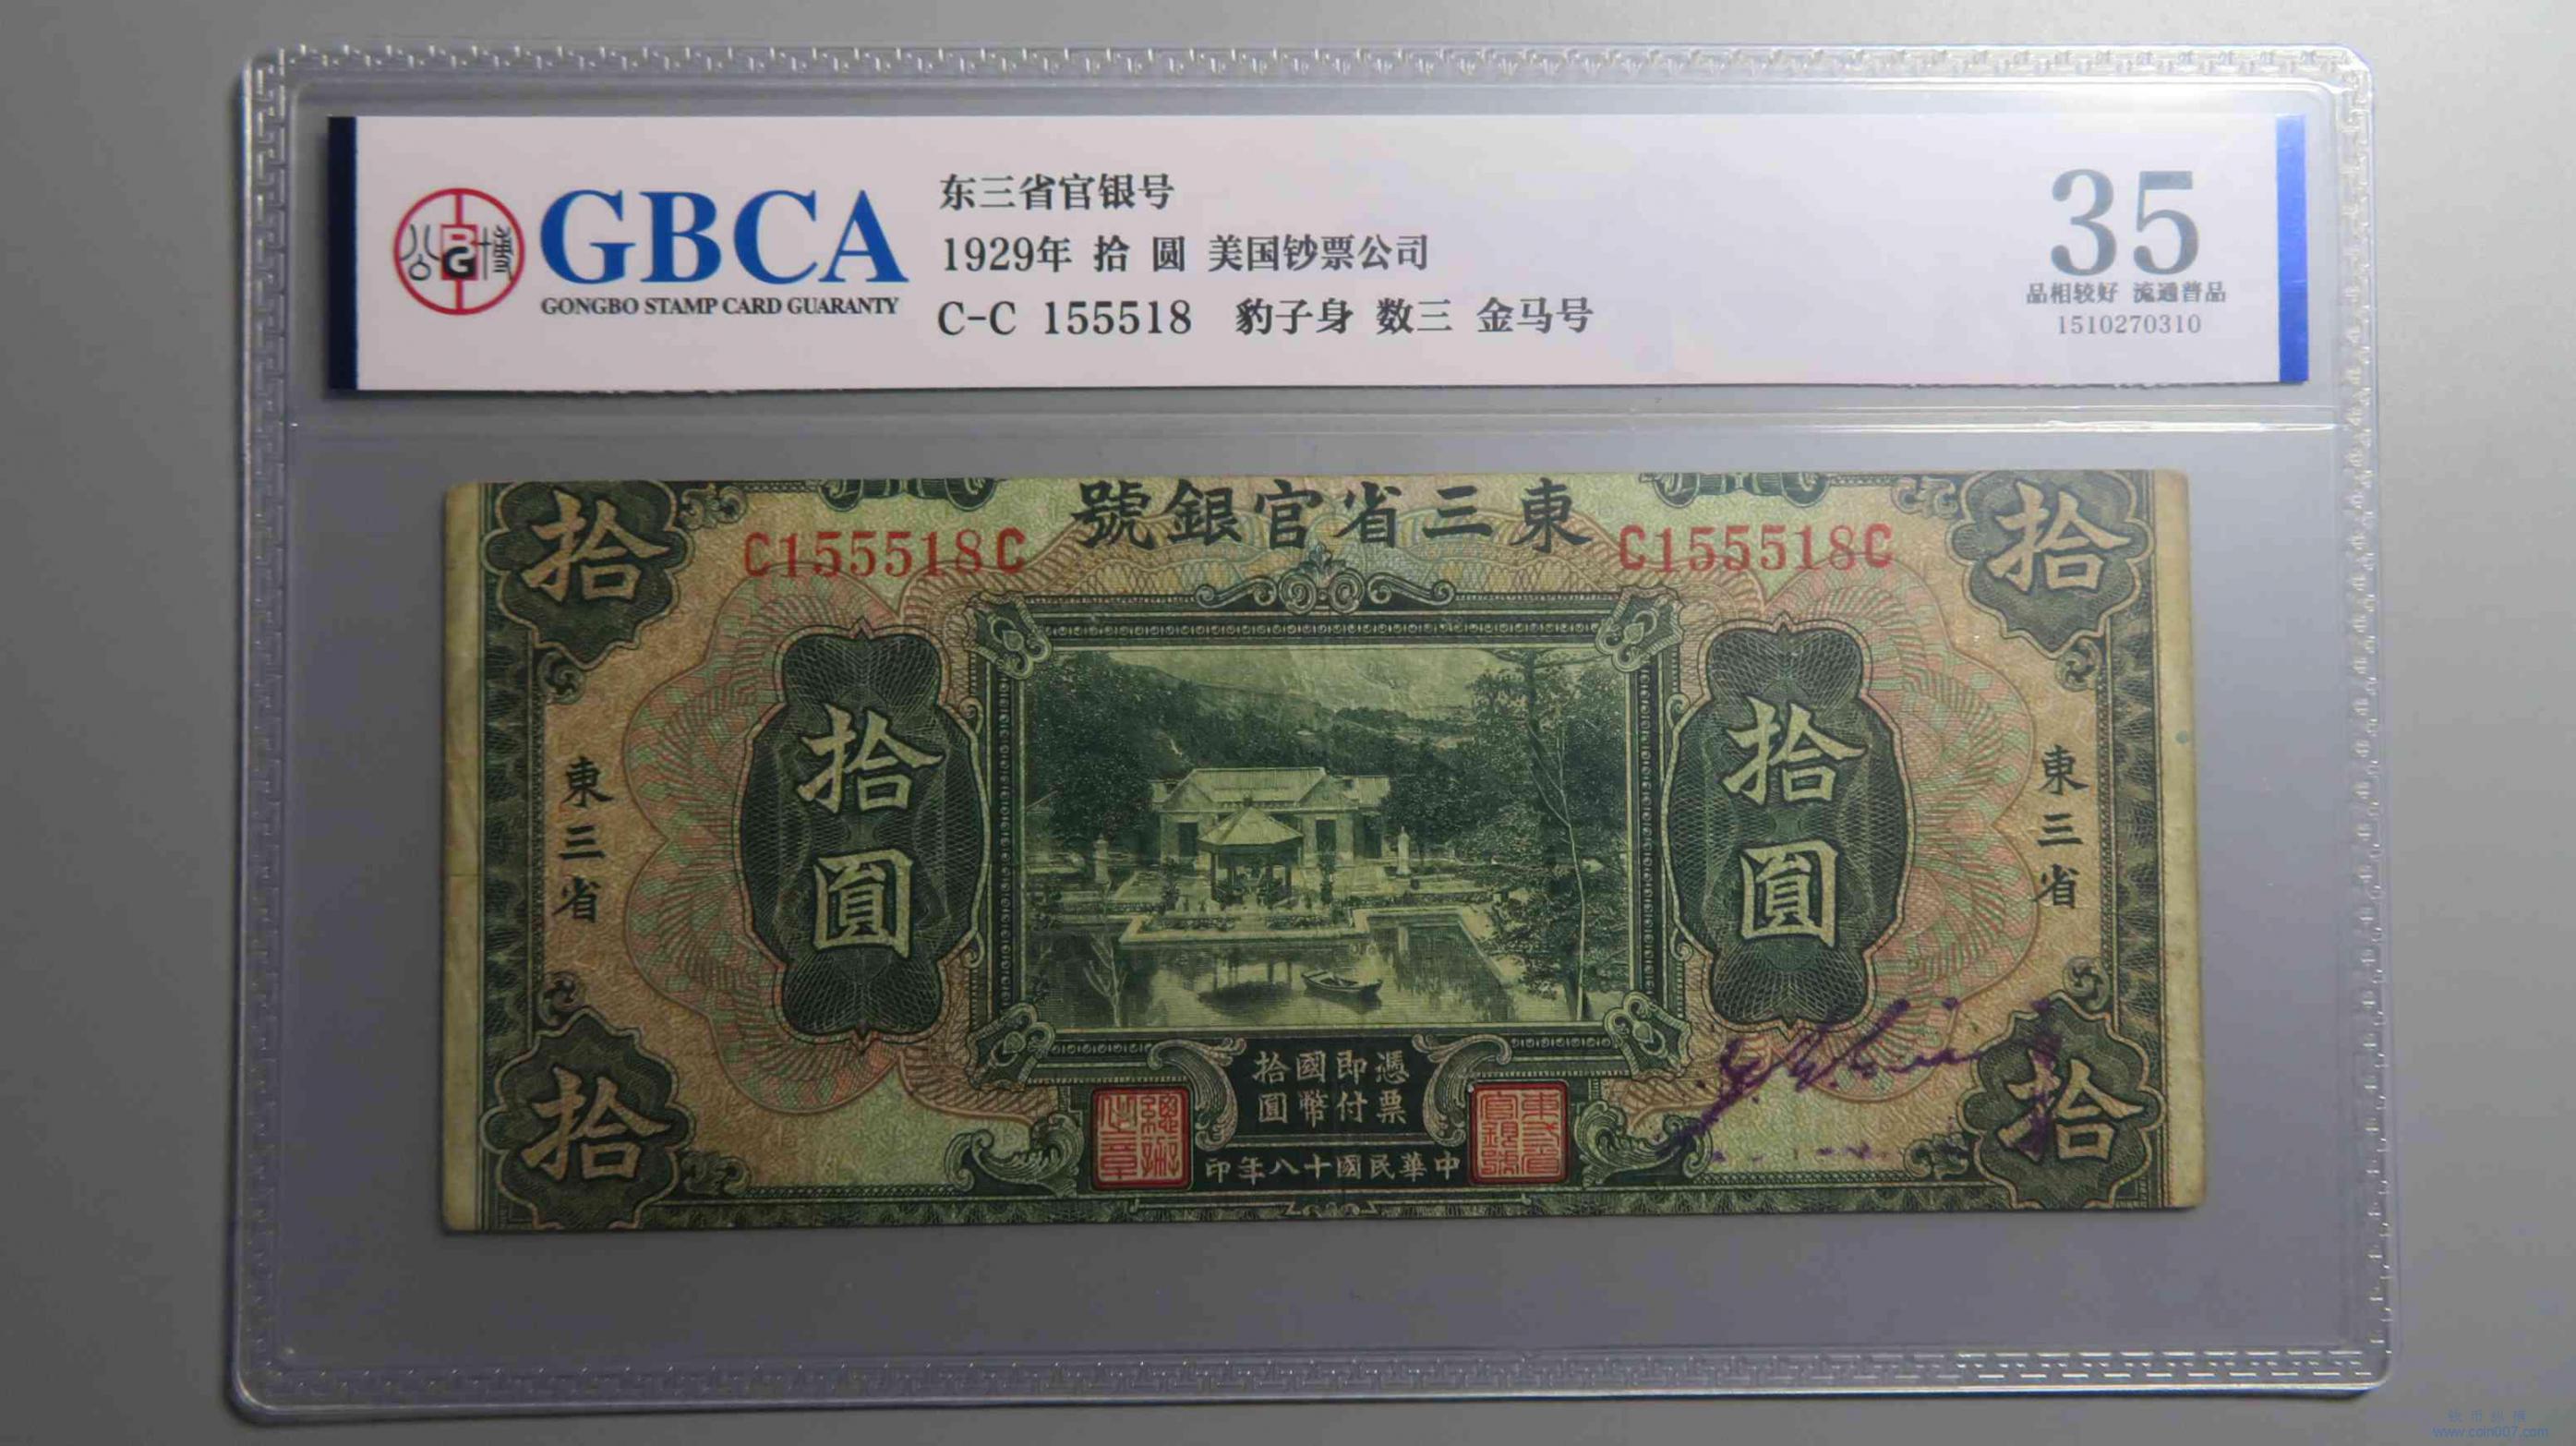 GBCA
GONGBO STAMP CARD GUARANTY
东三省官银号
1929年 拾 圆 美国钞票公司
C-C 155518 豹子身 数三 金马号
35
品相较好 流通普品
1510270310
號銀官省三東
拾
拾
C155518C
C155518C
拾圓
拾圓
東三省
東三省
拾國即憑
圓幣付票
印年八十國民華中
拾
拾
www.coin007.com